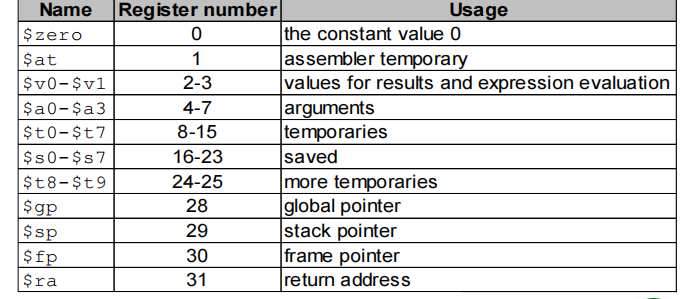 Name Register number Usage
$zero 0 the constant value 0
$at 1 assembler temporary
$v0-$v1 2-3 values for results and expression evaluation
$a0-$a3 4-7 arguments
$t0-$t7 8-15 temporaries
$s0-$s7 16-23 saved
$t8-$t9 24-25 more temporaries
$gp 28 global pointer
$sp 29 stack pointer
$fp 30 frame pointer
$ra 31 return address